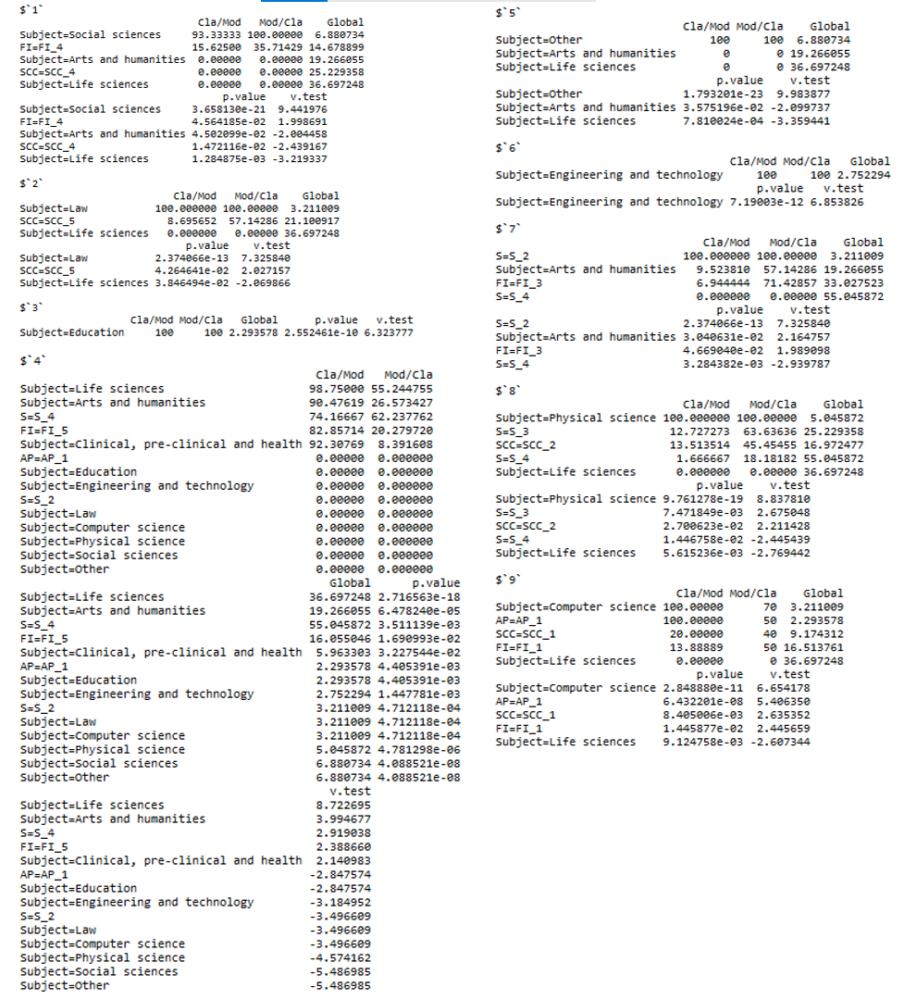 $`1`
Cla/Mod Mod/Cla Global
Subject=Social sciences 93.33333 100.00000 6.880734
FI=FI_4 15.62500 35.71429 14.678899
Subject=Arts and humanities 0.00000 0.00000 19.266055
SCC=SCC_4 0.00000 0.00000 25.229358
Subject=Life sciences 0.00000 0.00000 36.697248
p.value v.test
Subject=Social sciences 3.658130e-21 9.441976
FI=FI_4 4.564185e-02 1.998691
Subject=Arts and humanities 4.502099e-02 -2.004458
SCC=SCC_4 1.472116e-02 -2.439167
Subject=Life sciences 1.284875e-03 -3.219337
$`2`
Cla/Mod Mod/Cla Global
Subject=Law 100.000000 100.00000 3.211009
SCC=SCC_5 8.695652 57.14286 21.100917
Subject=Life sciences 0.000000 0.00000 36.697248
p.value v.test
Subject=Law 2.374066e-13 7.325840
SCC=SCC_5 4.264641e-02 2.027157
Subject=Life sciences 3.846494e-02 -2.069866
$`3`
Cla/Mod Mod/Cla Global p.value v.test
Subject=Education 100 100 2.293578 2.552461e-10 6.323777
$`4`
Cla/Mod Mod/Cla
Subject=Life sciences 98.75000 55.244755
Subject=Arts and humanities 90.47619 26.573427
S=S_4 74.16667 62.237762
FI=FI_5 82.85714 20.279720
Subject=Clinical, pre-clinical and health 92.30769 8.391608
AP=AP_1 0.00000 0.000000
Subject=Education 0.00000 0.000000
Subject=Engineering and technology 0.00000 0.000000
S=S_2 0.00000 0.000000
Subject=Law 0.00000 0.000000
Subject=Computer science 0.00000 0.000000
Subject=Physical science 0.00000 0.000000
Subject=Social sciences 0.00000 0.000000
Subject=Other 0.00000 0.000000
Global p.value
Subject=Life sciences 36.697248 2.716563e-18
Subject=Arts and humanities 19.266055 6.478240e-05
S=S_4 55.045872 3.511139e-03
FI=FI_5 16.055046 1.690993e-02
Subject=Clinical, pre-clinical and health 5.963303 3.227544e-02
AP=AP_1 2.293578 4.405391e-03
Subject=Education 2.293578 4.405391e-03
Subject=Engineering and technology 2.752294 1.447781e-03
S=S_2 3.211009 4.712118e-04
Subject=Law 3.211009 4.712118e-04
Subject=Computer science 3.211009 4.712118e-04
Subject=Physical science 5.045872 4.781298e-06
Subject=Social sciences 6.880734 4.088521e-08
Subject=Other 6.880734 4.088521e-08
v.test
Subject=Life sciences 8.722695
Subject=Arts and humanities 3.994677
S=S_4 2.919038
FI=FI_5 2.388660
Subject=Clinical, pre-clinical and health 2.140983
AP=AP_1 -2.847574
Subject=Education -2.847574
Subject=Engineering and technology -3.184952
S=S_2 -3.496609
Subject=Law -3.496609
Subject=Computer science -3.496609
Subject=Physical science -4.574162
Subject=Social sciences -5.486985
Subject=Other -5.486985
$`5`
Cla/Mod Mod/Cla Global
Subject=Other 100 100 6.880734
Subject=Arts and humanities 0 0 19.266055
Subject=Life sciences 0 0 36.697248
p.value v.test
Subject=Other 1.793201e-23 9.983877
Subject=Arts and humanities 3.575196e-02 -2.099737
Subject=Life sciences 7.810024e-04 -3.359441
$`6`
Cla/Mod Mod/Cla Global
Subject=Engineering and technology 100 100 2.752294
p.value v.test
Subject=Engineering and technology 7.19003e-12 6.853826
$`7`
Cla/Mod Mod/Cla Global
S=S_2 100.000000 100.00000 3.211009
Subject=Arts and humanities 9.523810 57.14286 19.266055
FI=FI_3 6.944444 71.42857 33.027523
S=S_4 0.000000 0.00000 55.045872
p.value v.test
S=S_2 2.374066e-13 7.325840
Subject=Arts and humanities 3.040631e-02 2.164757
FI=FI_3 4.669040e-02 1.989098
S=S_4 3.284382e-03 -2.939787
$`8`
Cla/Mod Mod/Cla Global
Subject=Physical science 100.000000 100.00000 5.045872
S=S_3 12.727273 63.63636 25.229358
SCC=SCC_2 13.513514 45.45455 16.972477
S=S_4 1.666667 18.18182 55.045872
Subject=Life sciences 0.000000 0.00000 36.697248
p.value v.test
Subject=Physical science 9.761278e-19 8.837810
S=S_3 7.471849e-03 2.675048
SCC=SCC_2 2.700623e-02 2.211428
S=S_4 1.446758e-02 -2.445439
Subject=Life sciences 5.615236e-03 -2.769442
$`9`
Cla/Mod Mod/Cla Global
Subject=Computer science 100.00000 70 3.211009
AP=AP_1 100.00000 50 2.293578
SCC=SCC_1 20.00000 40 9.174312
FI=FI_1 13.88889 50 16.513761
Subject=Life sciences 0.00000 0 36.697248
p.value v.test
Subject=Computer science 2.848880e-11 6.654178
AP=AP_1 6.432201e-08 5.406350
SCC=SCC_1 8.405006e-03 2.635352
FI=FI_1 1.445877e-02 2.445659
Subject=Life sciences 9.124758e-03 -2.607344